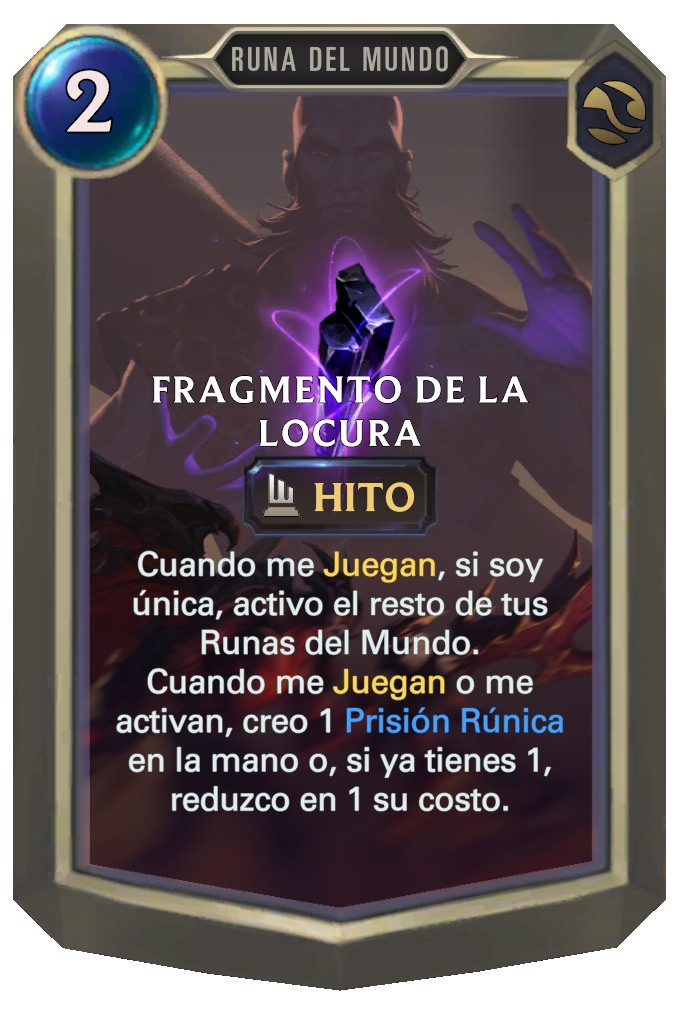 RUNA DEL MUNDO
2
FRAGMENTO DE LA
LOCURA
HITO
Cuando me Juegan, si soy
única, activo el resto de tus
Runas del Mundo.
Cuando me Juegan o me
activan, creo 1 Prisión Rúnica
en la mano o, si ya tienes 1,
reduzco en 1 su costo.